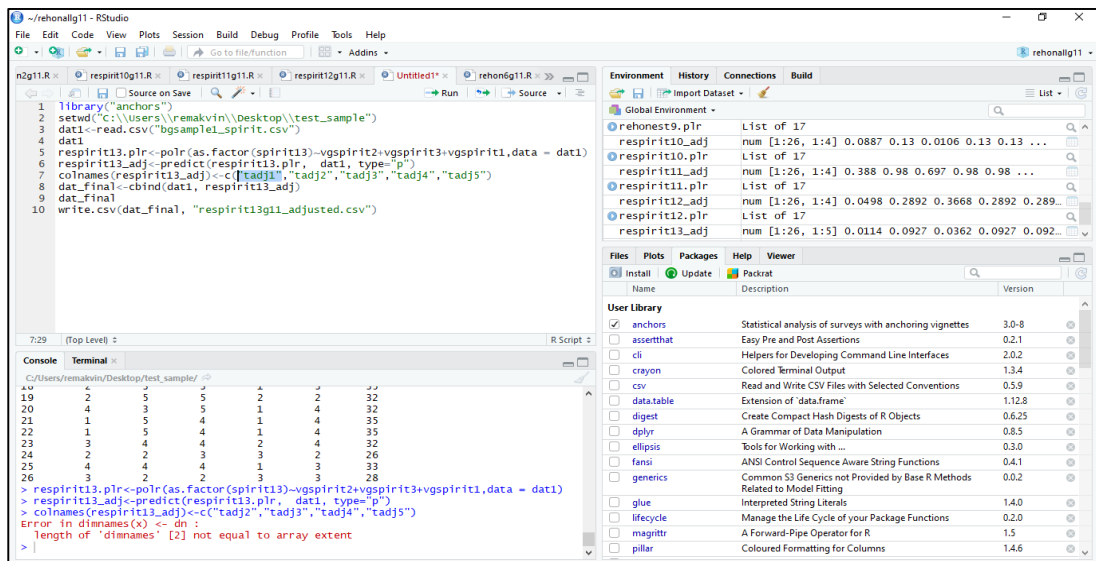 ~/rehonallg11 - RStudio
File Edit Code View Plots Session Build Debug Profile Tools Help
Go to file/function Addins rehonallg11
n2g11.R respirit10g11.R respirit11g11.R respirit12g11.R Untitled1* rehon6g11.R
Source on Save Run Source
1 library("anchors")
2 setwd("C:\\Users\\remakvin\\Desktop\\test_sample")
3 dat1<-read.csv("bgsample1_spirit.csv")
4 dat1
5 respirit13.plr<-polr(as.factor(spirit13)~vgspirit2+vgspirit3+vgspirit1,data = dat1)
6 respirit13_adj<-predict(respirit13.plr, dat1, type="p")
7 colnames(respirit13_adj)<-c("tadj1","tadj2","tadj3","tadj4","tadj5")
8 dat_final<-cbind(dat1, respirit13_adj)
9 dat_final
10 write.csv(dat_final, "respirit13g11_adjusted.csv")
7:29 (Top Level) R Script
Console Terminal
C:/Users/remakvin/Desktop/test_sample/
19 2 5 5 2 2 32
20 4 3 5 1 4 32
21 1 5 4 1 4 35
22 1 5 4 1 4 35
23 3 4 4 2 4 32
24 2 2 3 3 2 26
25 4 4 4 1 3 33
26 3 2 2 3 3 28
> respirit13.plr<-polr(as.factor(spirit13)~vgspirit2+vgspirit3+vgspirit1,data = dat1)
> respirit13_adj<-predict(respirit13.plr, dat1, type="p")
> colnames(respirit13_adj)<-c("tadj2","tadj3","tadj4","tadj5")
Error in dimnames(x) <- dn :
length of 'dimnames' [2] not equal to array extent
>
Environment History Connections Build
Import Dataset List
Global Environment
rehonest9.plr List of 17
respirit10_adj num [1:26, 1:4] 0.0887 0.13 0.0106 0.13 0.13 ...
respirit10.plr List of 17
respirit11_adj num [1:26, 1:4] 0.388 0.98 0.697 0.98 0.98 ...
respirit11.plr List of 17
respirit12_adj num [1:26, 1:4] 0.0498 0.2892 0.3668 0.2892 0.289...
respirit12.plr List of 17
respirit13_adj num [1:26, 1:5] 0.0114 0.0927 0.0362 0.0927 0.092...
Files Plots Packages Help Viewer
Install Update Packrat
Name Description Version
User Library
anchors Statistical analysis of surveys with anchoring vignettes 3.0-8
assertthat Easy Pre and Post Assertions 0.2.1
cli Helpers for Developing Command Line Interfaces 2.0.2
crayon Colored Terminal Output 1.3.4
csv Read and Write CSV Files with Selected Conventions 0.5.9
data.table Extension of `data.frame` 1.12.8
digest Create Compact Hash Digests of R Objects 0.6.25
dplyr A Grammar of Data Manipulation 0.8.5
ellipsis Tools for Working with ... 0.3.0
fansi ANSI Control Sequence Aware String Functions 0.4.1
generics Common S3 Generics not Provided by Base R Methods 0.0.2
Related to Model Fitting
glue Interpreted String Literals 1.4.0
lifecycle Manage the Life Cycle of your Package Functions 0.2.0
magrittr A Forward-Pipe Operator for R 1.5
pillar Coloured Formatting for Columns 1.4.6